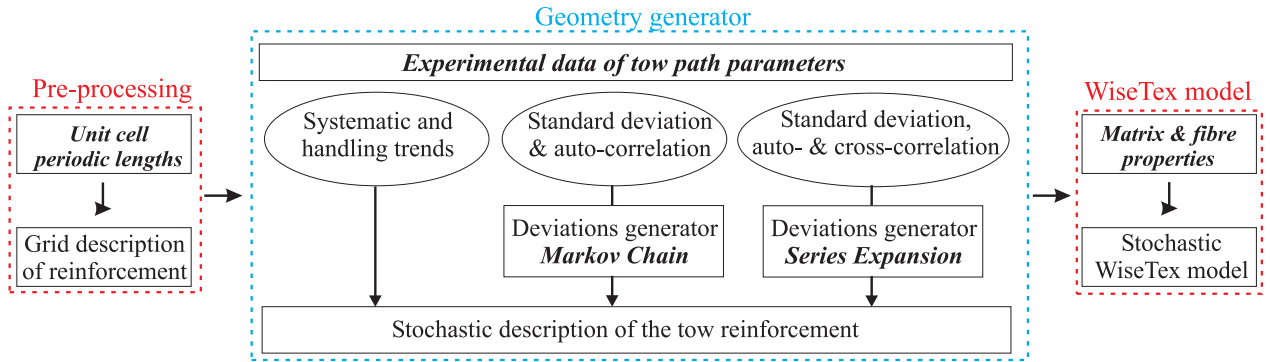 Geometry generator
Pre-processing
Unit cell
periodic lengths
Grid description
of reinforcement
Experimental data of tow path parameters
Systematic and
handling trends
Standard deviation
& auto-correlation
Standard deviation,
auto- & cross-correlation
Deviations generator
Markov Chain
Deviations generator
Series Expansion
Stochastic description of the tow reinforcement
WiseTex model
Matrix & fibre
properties
Stochastic
WiseTex model